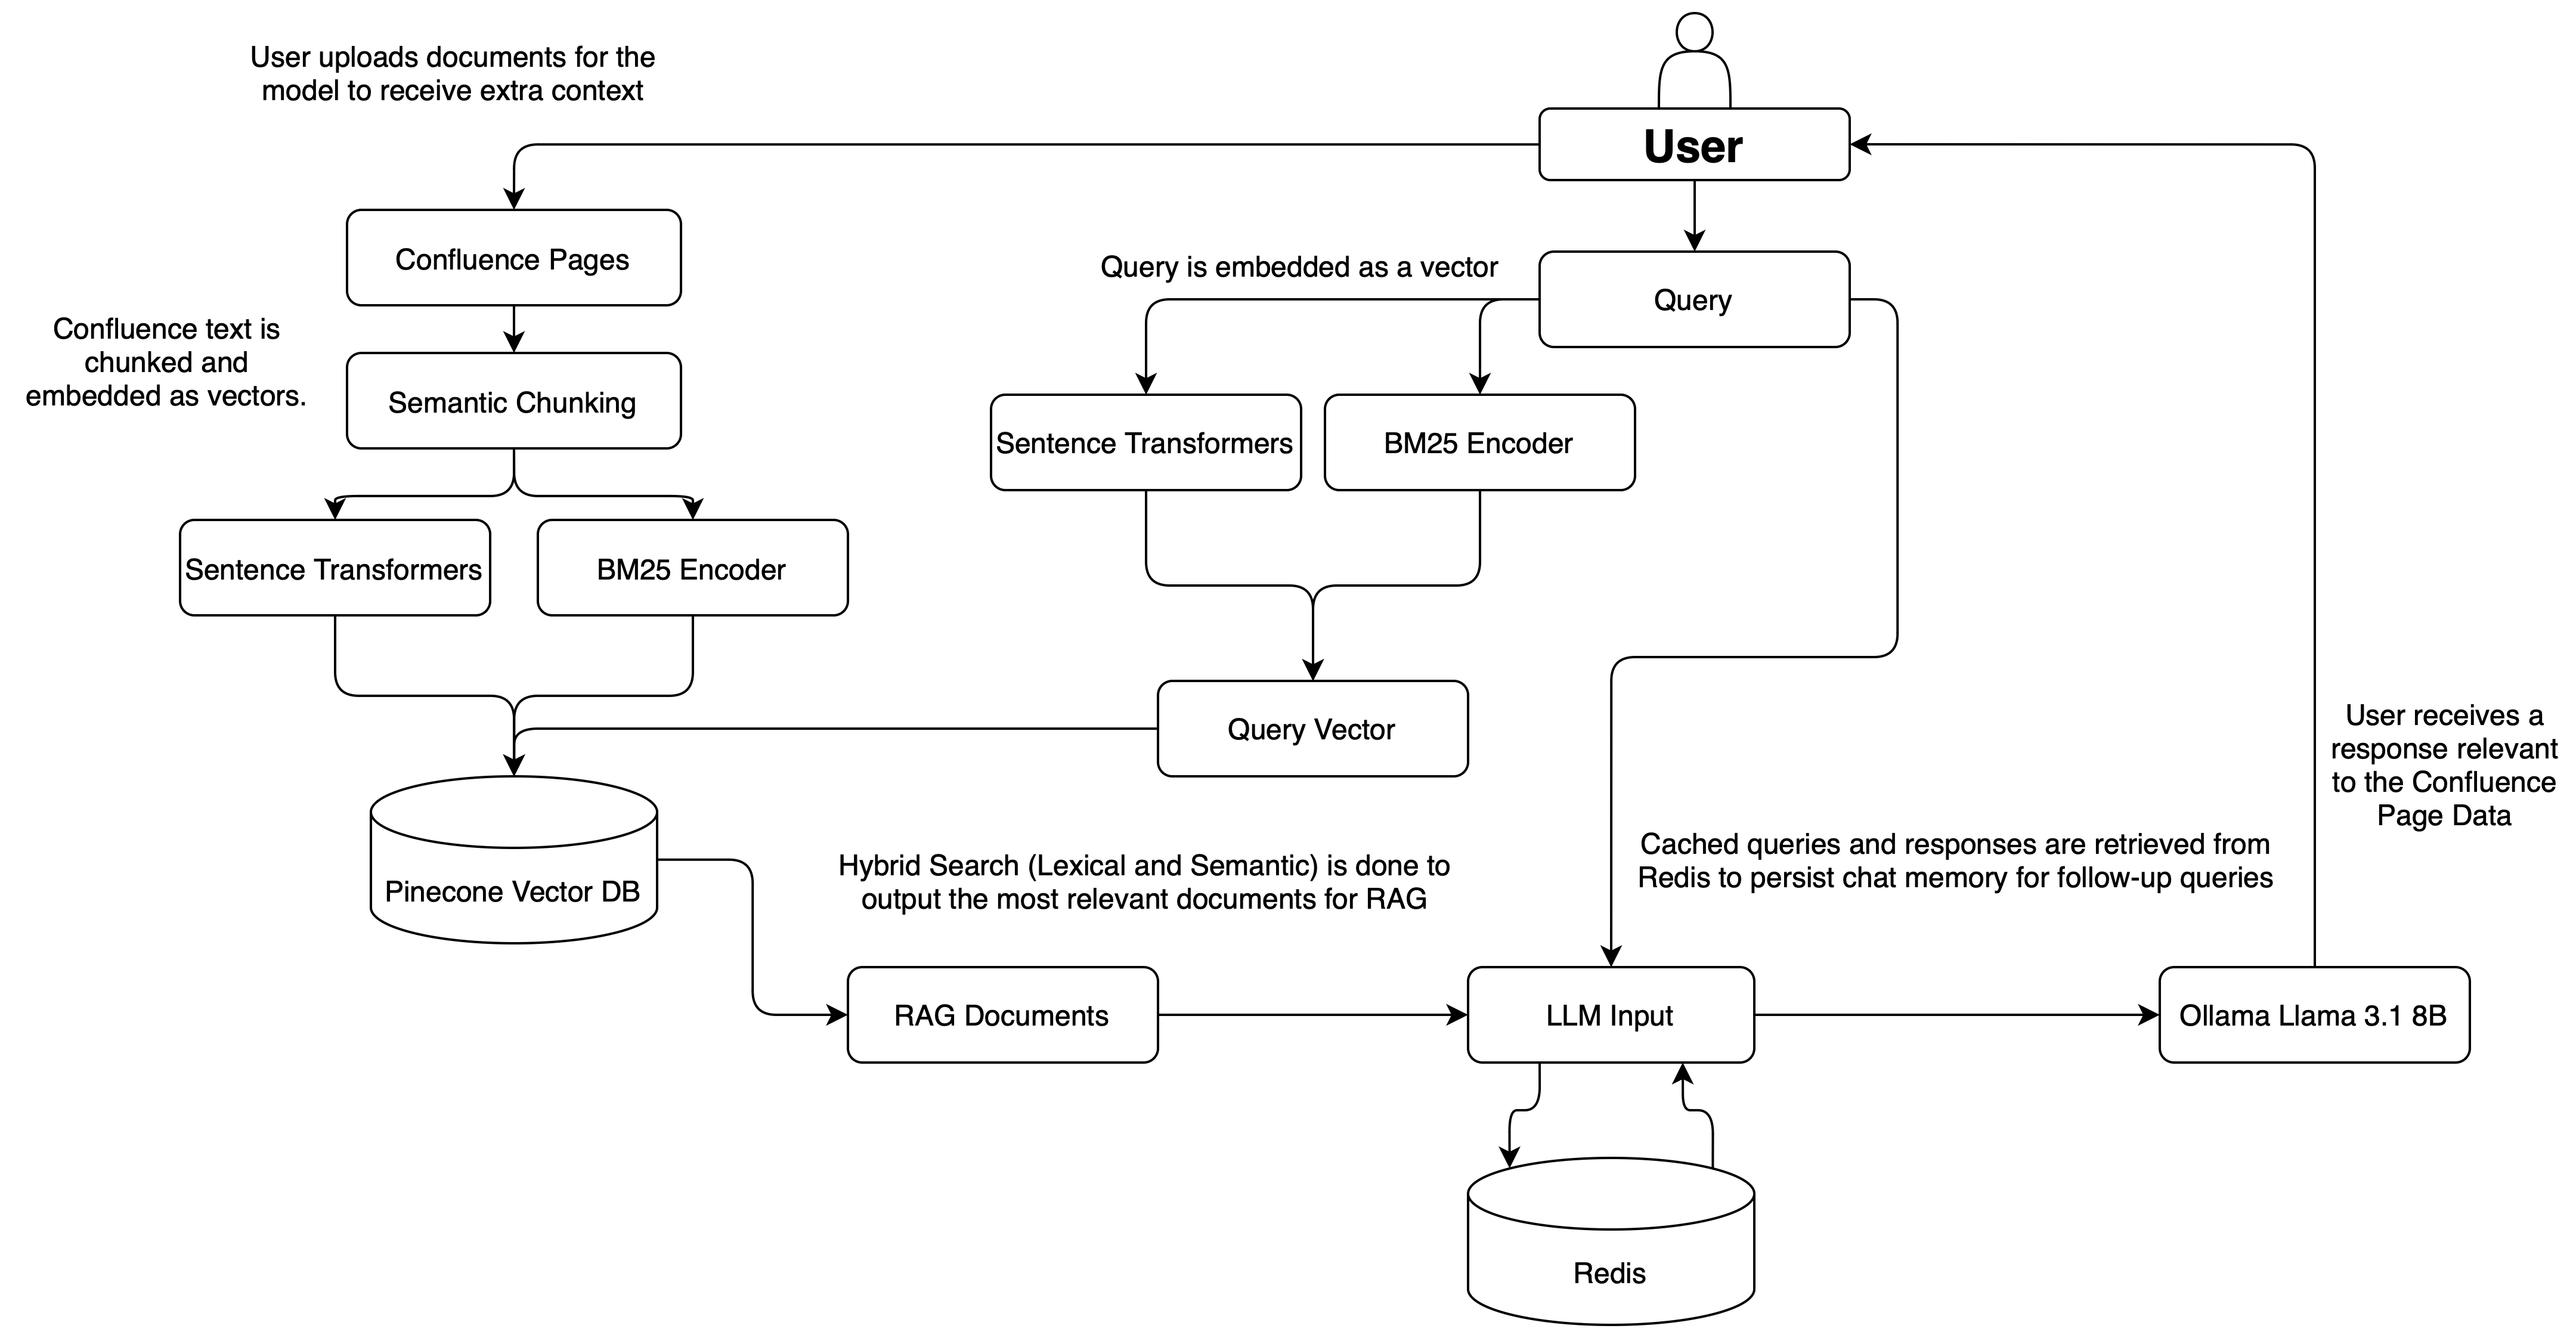 User uploads documents for the
model to receive extra context
User
Confluence Pages
Query is embedded as a vector
Query
Confluence text is
chunked and
embedded as vectors.
Semantic Chunking
Sentence Transformers
BM25 Encoder
Sentence Transformers
BM25 Encoder
Query Vector
User receives a
response relevant
to the Confluence
Page Data
Pinecone Vector DB
Hybrid Search (Lexical and Semantic) is done to
output the most relevant documents for RAG
Cached queries and responses are retrieved from
Redis to persist chat memory for follow-up queries
RAG Documents
LLM Input
Ollama Llama 3.1 8B
Redis